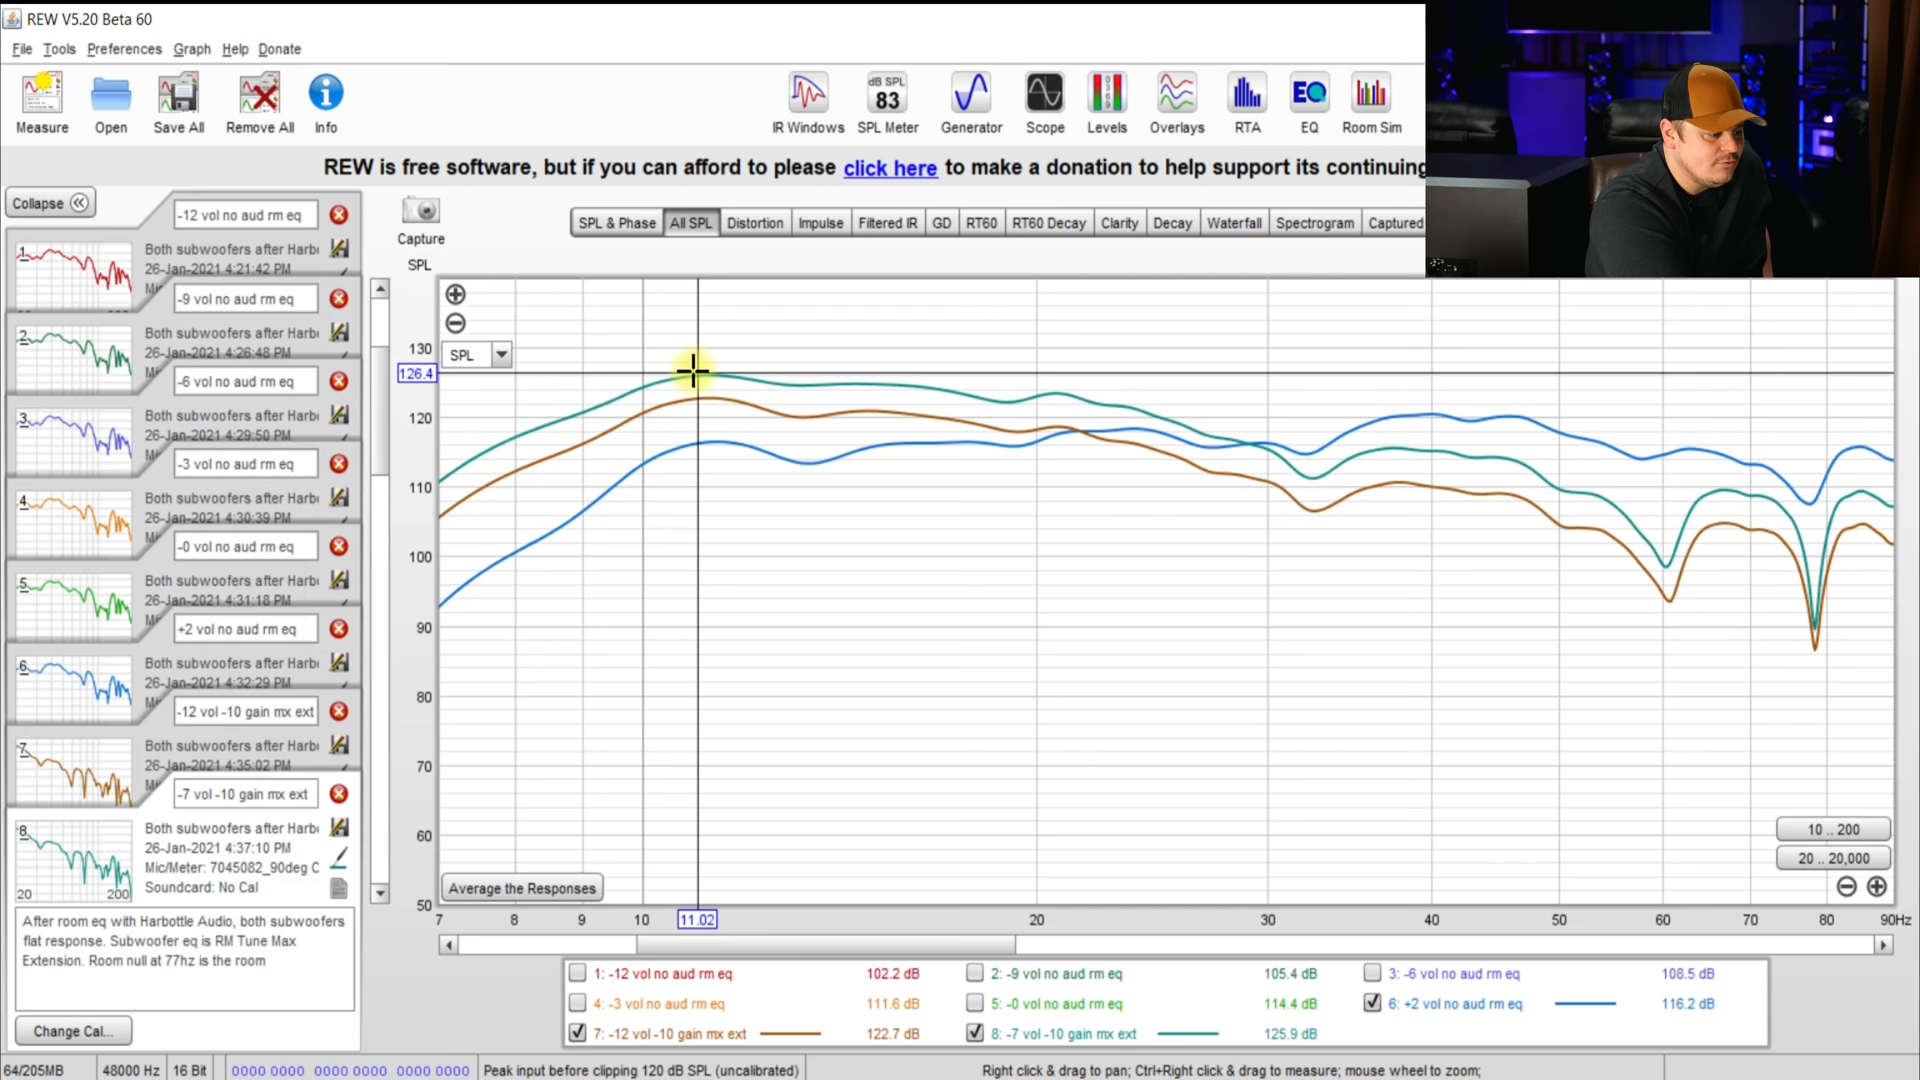 REW V5.20 Beta 60
File Tools Preferences Graph Help Donate
dB SPL
83
EQ
Measure Open Save All Remove All Info IR Windows SPL Meter Generator Scope Levels Overlays RTA EQ Room Sim
REW is free software, but if you can afford to please click here to make a donation to help support its continuing
Collapse
Capture
SPL & Phase All SPL Distortion Impulse Filtered IR GD RT60 RT60 Decay Clarity Decay Waterfall Spectrogram Captured
-12 vol no aud rm eq
1
Both subwoofers after Harb
26-Jan-2021 4:21:42 PM
-9 vol no aud rm eq
2
Both subwoofers after Harb
26-Jan-2021 4:26:48 PM
-6 vol no aud rm eq
3
Both subwoofers after Harb
26-Jan-2021 4:29:50 PM
-3 vol no aud rm eq
4
Both subwoofers after Harb
26-Jan-2021 4:30:39 PM
-0 vol no aud rm eq
5
Both subwoofers after Harb
26-Jan-2021 4:31:18 PM
+2 vol no aud rm eq
6
Both subwoofers after Harb
26-Jan-2021 4:32:29 PM
-12 vol -10 gain mx ext
7
Both subwoofers after Harb
26-Jan-2021 4:35:02 PM
-7 vol -10 gain mx ext
8
Both subwoofers after Harb
26-Jan-2021 4:37:10 PM
Mic/Meter: 7045082_90deg C
Soundcard: No Cal
20 200
After room eq with Harbottle Audio, both subwoofers
flat response. Subwoofer eq is RM Tune Max
Extension. Room null at 77hz is the room
Change Cal...
SPL
SPL
130
126.4
120
110
100
90
80
70
60
50
10 .. 200
20 .. 20,000
Average the Responses
7 8 9 10 11.02 20 30 40 50 60 70 80 90Hz
1: -12 vol no aud rm eq 102.2 dB 2: -9 vol no aud rm eq 105.4 dB 3: -6 vol no aud rm eq 108.5 dB
4: -3 vol no aud rm eq 111.6 dB 5: -0 vol no aud rm eq 114.4 dB 6: +2 vol no aud rm eq 116.2 dB
7: -12 vol -10 gain mx ext 122.7 dB 8: -7 vol -10 gain mx ext 125.9 dB
64/205MB 48000 Hz 16 Bit 0000 0000 0000 0000 0000 0000 Peak input before clipping 120 dB SPL (uncalibrated) Right click & drag to pan; Ctrl+Right click & drag to measure; mouse wheel to zoom;